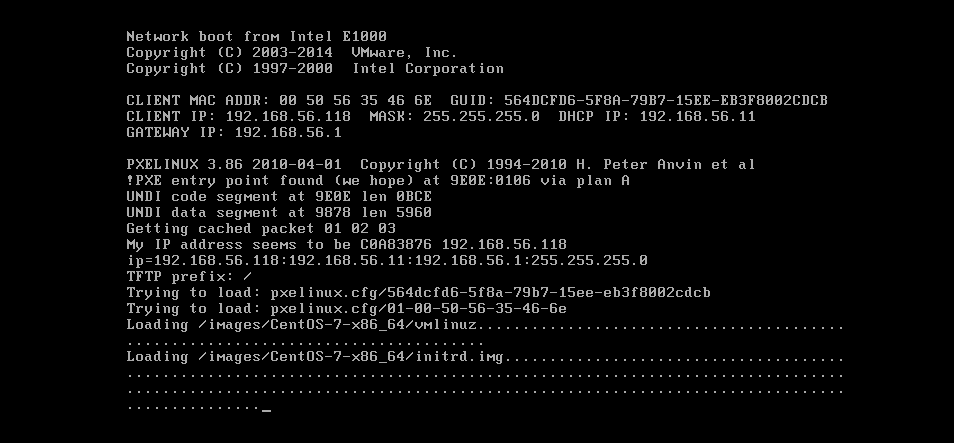 Network boot from Intel E1000
Copyright (C) 2003-2014  VMware, Inc.
Copyright (C) 1997-2000  Intel Corporation

CLIENT MAC ADDR: 00 50 56 35 46 6E  GUID: 564DCFD6-5F8A-79B7-15EE-EB3F8002CDCB
CLIENT IP: 192.168.56.118  MASK: 255.255.255.0  DHCP IP: 192.168.56.11
GATEWAY IP: 192.168.56.1

PXELINUX 3.86 2010-04-01  Copyright (C) 1994-2010 H. Peter Anvin et al
!PXE entry point found (we hope) at 9E0E:0106 via plan A
UNDI code segment at 9E0E len 0BCE
UNDI data segment at 9878 len 5960
Getting cached packet 01 02 03
My IP address seems to be C0A83876 192.168.56.118
ip=192.168.56.118:192.168.56.11:192.168.56.1:255.255.255.0
TFTP prefix: /
Trying to load: pxelinux.cfg/564dcfd6-5f8a-79b7-15ee-eb3f8002cdcb
Trying to load: pxelinux.cfg/01-00-50-56-35-46-6e
Loading /images/CentOS-7-x86_64/vmlinuz.........................................
........................................
Loading /images/CentOS-7-x86_64/initrd.img......................................
................................................................................
................................................................................
..............._